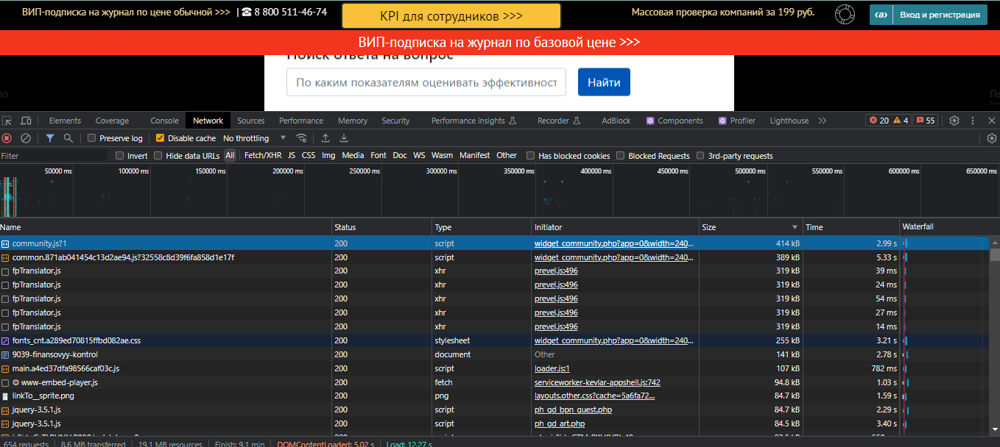 ВИП-подписка на журнал по цене обычной >>> | ☎ 8 800 511-46-74 KPI для сотрудников >>> Массовая проверка компаний за 199 руб. Вход и регистрация
ВИП-подписка на журнал по базовой цене >>>
Поиск ответа на вопрос
По каким показателям оценивать эффективност Найти
Elements Coverage Console Network Sources Performance Memory Security Performance insights Recorder AdBlock Components Profiler Lighthouse 20 4 55
Preserve log Disable cache No throttling
Filter Invert Hide data URLs All Fetch/XHR JS CSS Img Media Font Doc WS Wasm Manifest Other Has blocked cookies Blocked Requests 3rd-party requests
50000 ms 100000 ms 150000 ms 200000 ms 250000 ms 300000 ms 350000 ms 400000 ms 450000 ms 500000 ms 550000 ms 600000 ms 650000 ms
Name Status Type Initiator Size Time Waterfall
community.js?1 200 script widget_community.php?app=0&width=240... 414 kB 2.99 s
common.871ab041454c13d2ae94.js?32558c8d39f6fa858d1e17f 200 script widget_community.php?app=0&width=240... 389 kB 5.33 s
fpTranslator.js 200 xhr prevel.js:496 319 kB 39 ms
fpTranslator.js 200 xhr prevel.js:496 319 kB 24 ms
fpTranslator.js 200 xhr prevel.js:496 319 kB 54 ms
fpTranslator.js 200 xhr prevel.js:496 319 kB 27 ms
fpTranslator.js 200 xhr prevel.js:496 319 kB 14 ms
fonts_cnt.a289ed70815ffbd082ae.css 200 stylesheet widget_community.php?app=0&width=240... 255 kB 3.21 s
9039-finansovyy-kontrol 200 document Other 141 kB 2.78 s
main.a4ed37dfa98566caf03c.js 200 script loader.js:1 107 kB 782 ms
www-embed-player.js 200 fetch serviceworker-kevlar-appshell.js:742 94.8 kB 1.03 s
linkTo__sprite.png 200 png layouts.other.css?cache=5a6fa72... 84.7 kB 1.59 s
jquery-3.5.1.js 200 script ph_gd_bpn_guest.php 84.7 kB 2.29 s
jquery-3.5.1.js 200 script ph_gd_art.php 84.5 kB 3.40 s
654 requests 8.6 MB transferred 19.1 MB resources Finish: 9.1 min DOMContentLoaded: 5.02 s Load: 12.27 s